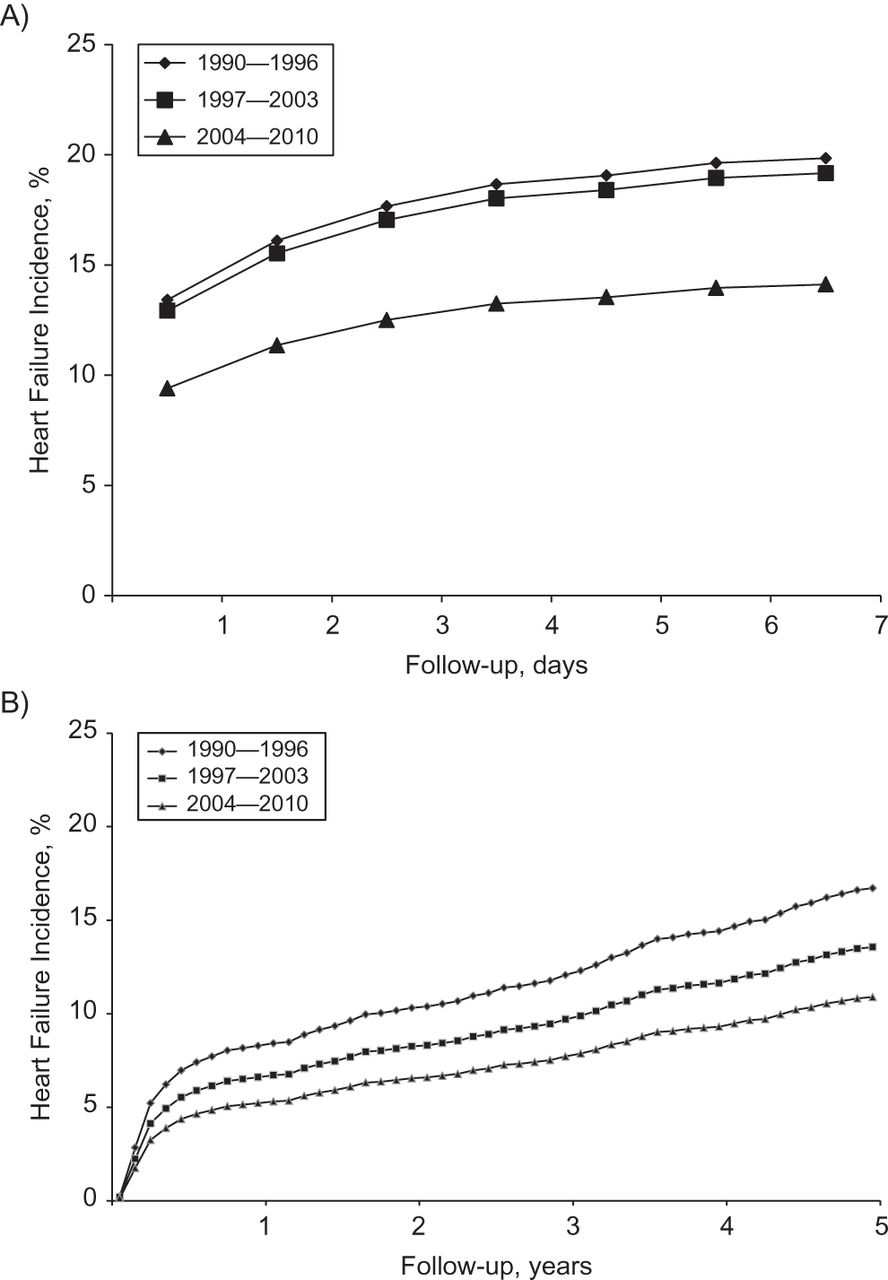 A)
25
20
15
10
5
0
Heart Failure Incidence, %
1990—1996
1997—2003
2004—2010
1 2 3 4 5 6 7
Follow-up, days
B)
25
20
15
10
5
0
Heart Failure Incidence, %
1990—1996
1997—2003
2004—2010
1 2 3 4 5
Follow-up, years